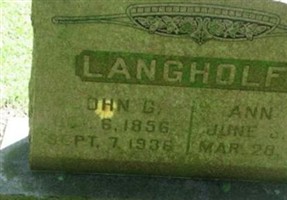 LANGHOLF
OHN G. ANN
6, 1856 JUNE
SEPT. 7, 1936 MAR. 28,